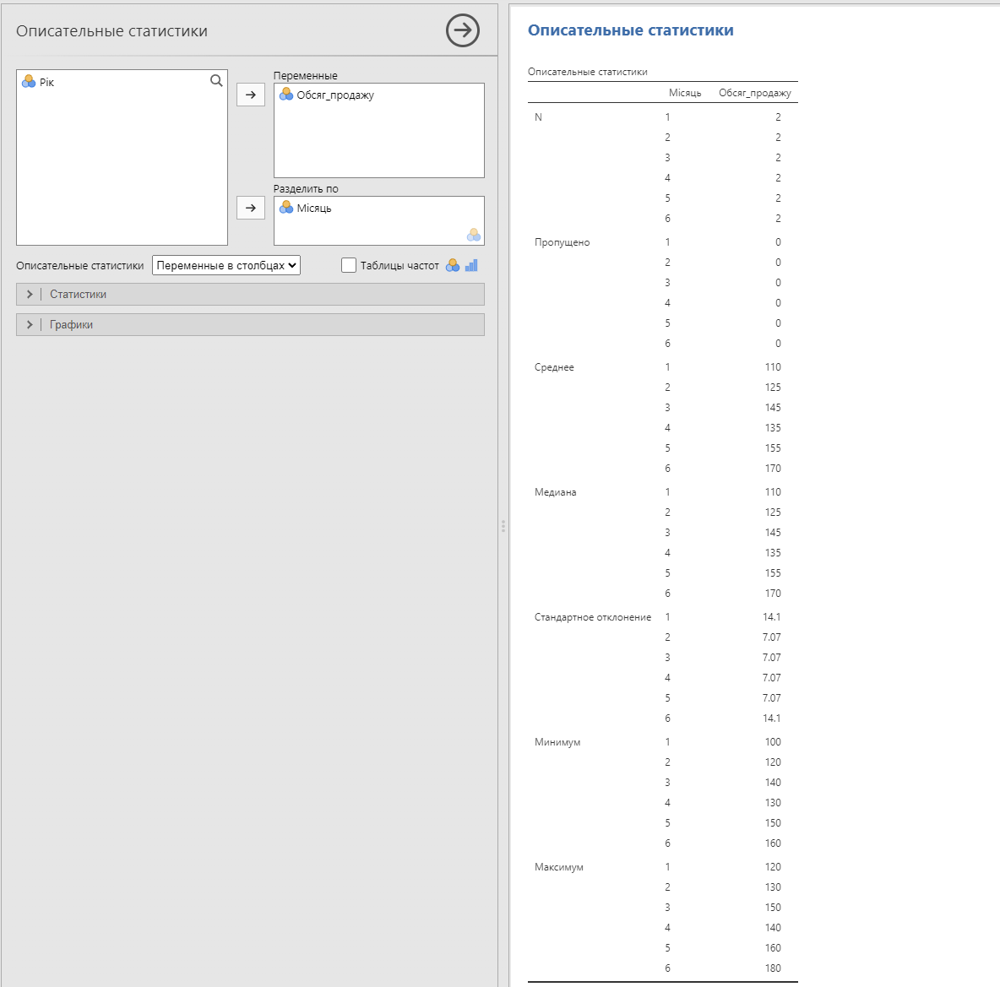 Описательные статистики
Рік
Переменные
Обсяг_продажу
Разделить по
Місяць
Описательные статистики Переменные в столбцах Таблицы частот
Статистики
Графики
Описательные статистики
Описательные статистики
Місяць Обсяг_продажу
N 1 2
2 2
3 2
4 2
5 2
6 2
Пропущено 1 0
2 0
3 0
4 0
5 0
6 0
Среднее 1 110
2 125
3 145
4 135
5 155
6 170
Медиана 1 110
2 125
3 145
4 135
5 155
6 170
Стандартное отклонение 1 14.1
2 7.07
3 7.07
4 7.07
5 7.07
6 14.1
Минимум 1 100
2 120
3 140
4 130
5 150
6 160
Максимум 1 120
2 130
3 150
4 140
5 160
6 180